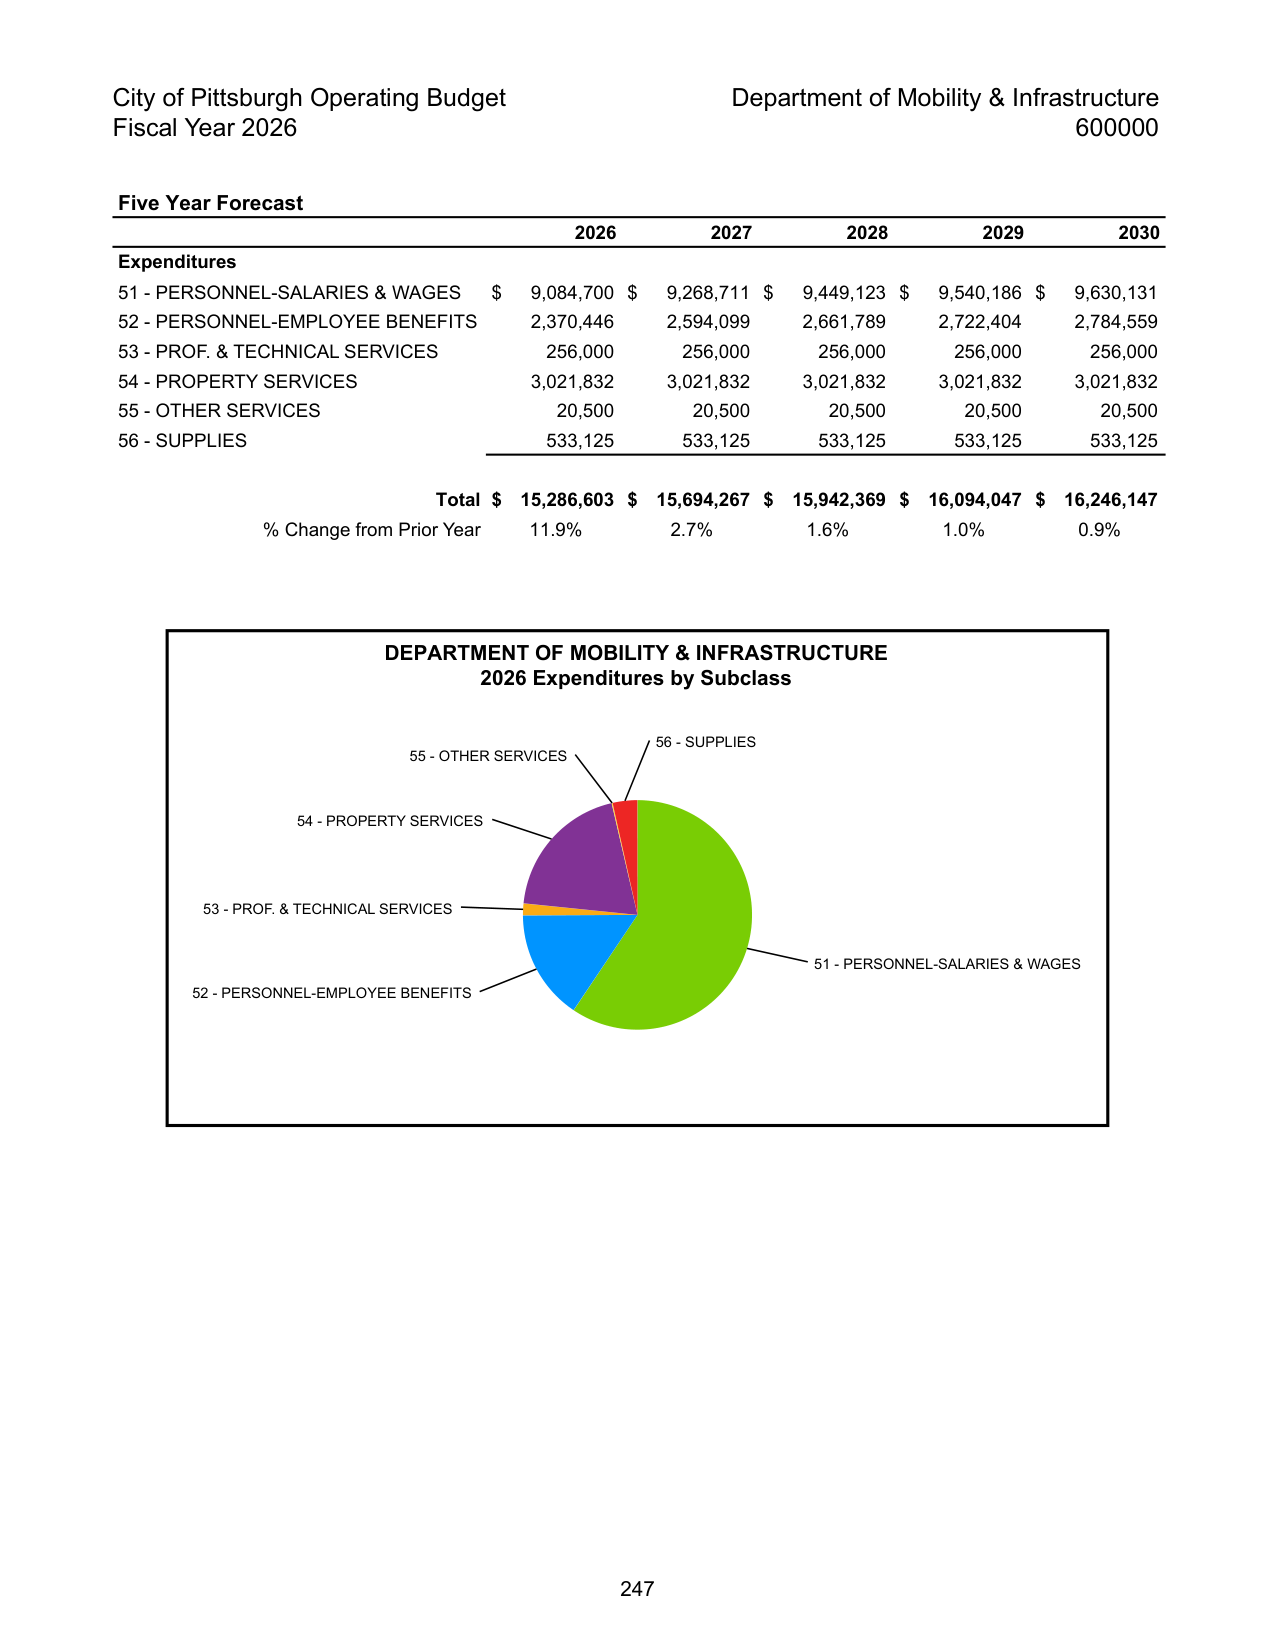 City of Pittsburgh Operating Budget Department of Mobility & Infrastructure
Fiscal Year 2026 600000
Five Year Forecast
2026 2027 2028 2029 2030
Expenditures
51 - PERSONNEL-SALARIES & WAGES $ 9,084,700 $ 9,268,711 $ 9,449,123 $ 9,540,186 $ 9,630,131
52 - PERSONNEL-EMPLOYEE BENEFITS 2,370,446 2,594,099 2,661,789 2,722,404 2,784,559
53 - PROF. & TECHNICAL SERVICES 256,000 256,000 256,000 256,000 256,000
54 - PROPERTY SERVICES 3,021,832 3,021,832 3,021,832 3,021,832 3,021,832
55 - OTHER SERVICES 20,500 20,500 20,500 20,500 20,500
56 - SUPPLIES 533,125 533,125 533,125 533,125 533,125
Total $ 15,286,603 $ 15,694,267 $ 15,942,369 $ 16,094,047 $ 16,246,147
% Change from Prior Year 11.9% 2.7% 1.6% 1.0% 0.9%
DEPARTMENT OF MOBILITY & INFRASTRUCTURE
2026 Expenditures by Subclass
56 - SUPPLIES
55 - OTHER SERVICES
54 - PROPERTY SERVICES
53 - PROF. & TECHNICAL SERVICES
51 - PERSONNEL-SALARIES & WAGES
52 - PERSONNEL-EMPLOYEE BENEFITS
247